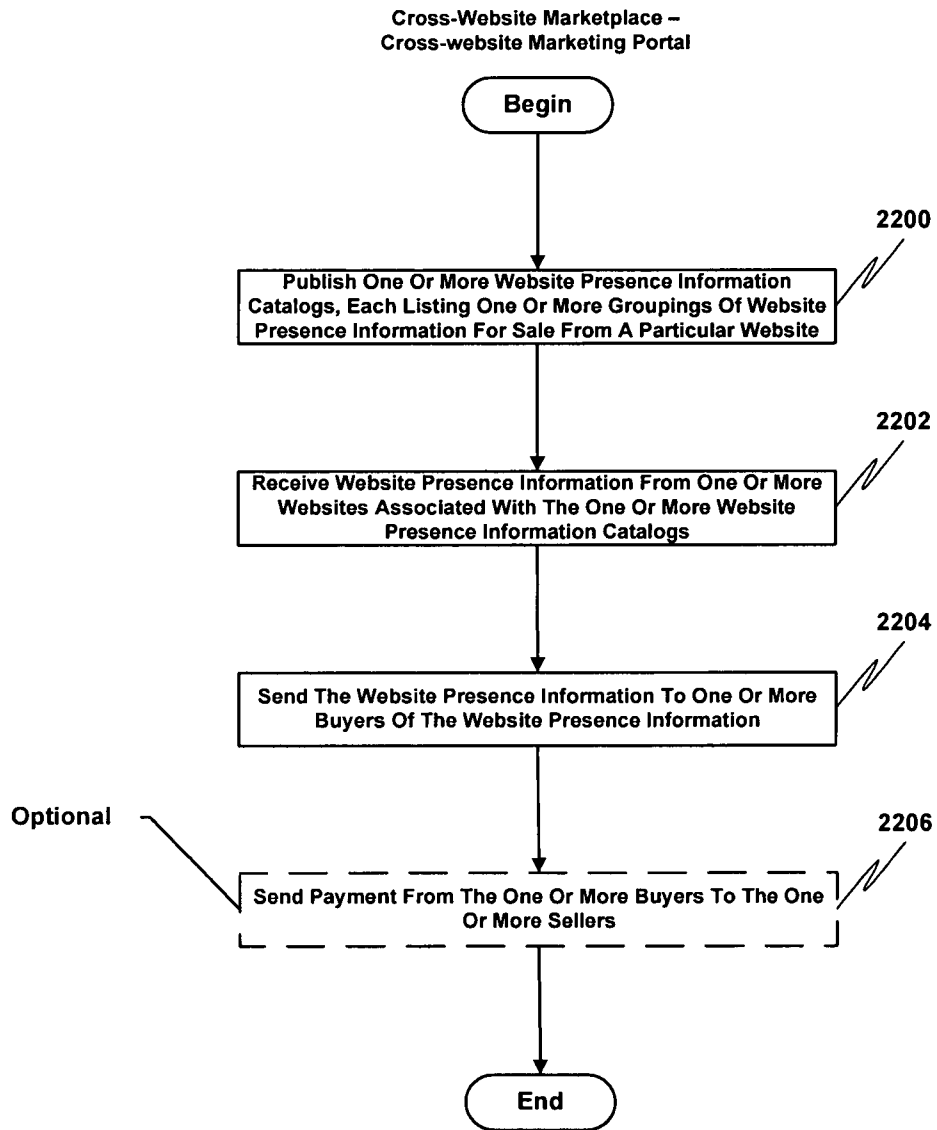 Cross-Website Marketplace –
Cross-website Marketing Portal
Begin
2200
Publish One Or More Website Presence Information
Catalogs, Each Listing One Or More Groupings Of Website
Presence Information For Sale From A Particular Website
2202
Receive Website Presence Information From One Or More
Websites Associated With The One Or More Website
Presence Information Catalogs
2204
Send The Website Presence Information To One Or More
Buyers Of The Website Presence Information
Optional
2206
Send Payment From The One Or More Buyers To The One
Or More Sellers
End